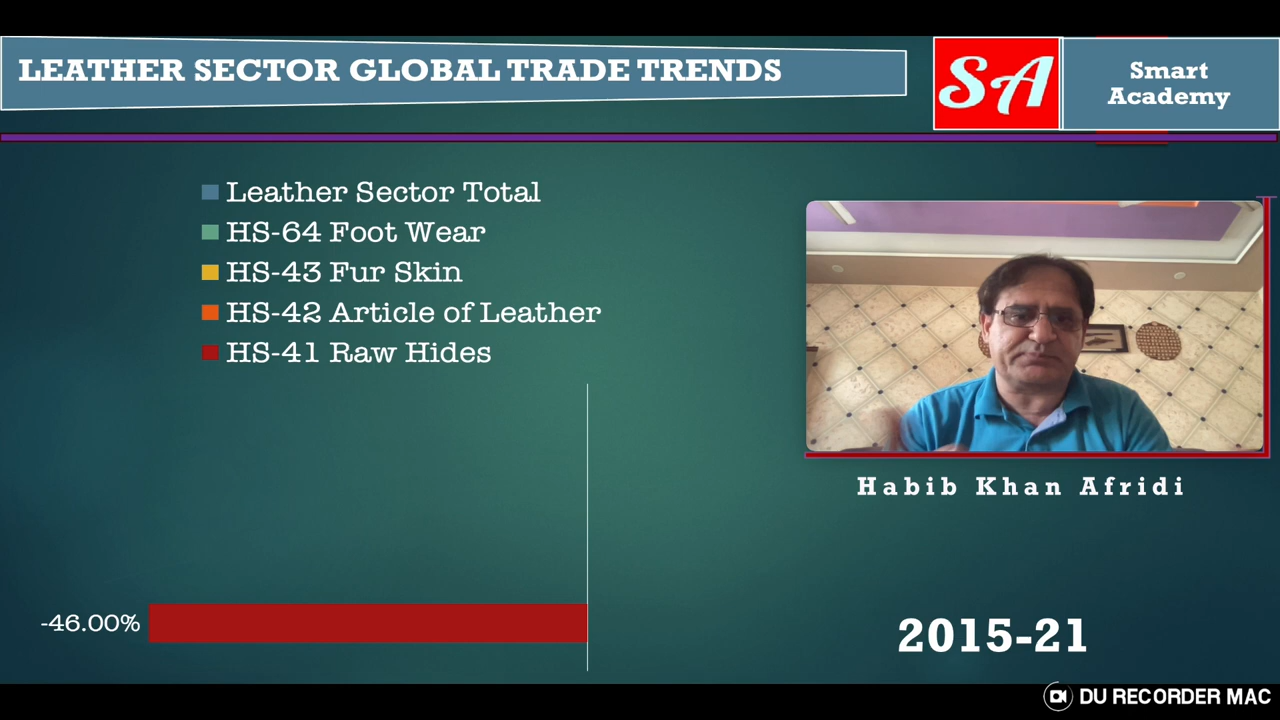 LEATHER SECTOR GLOBAL TRADE TRENDS
SA
Smart
Academy
Leather Sector Total
HS-64 Foot Wear
HS-43 Fur Skin
HS-42 Article of Leather
HS-41 Raw Hides
Habib Khan Afridi
-46.00%
2015-21
DU RECORDER MAC